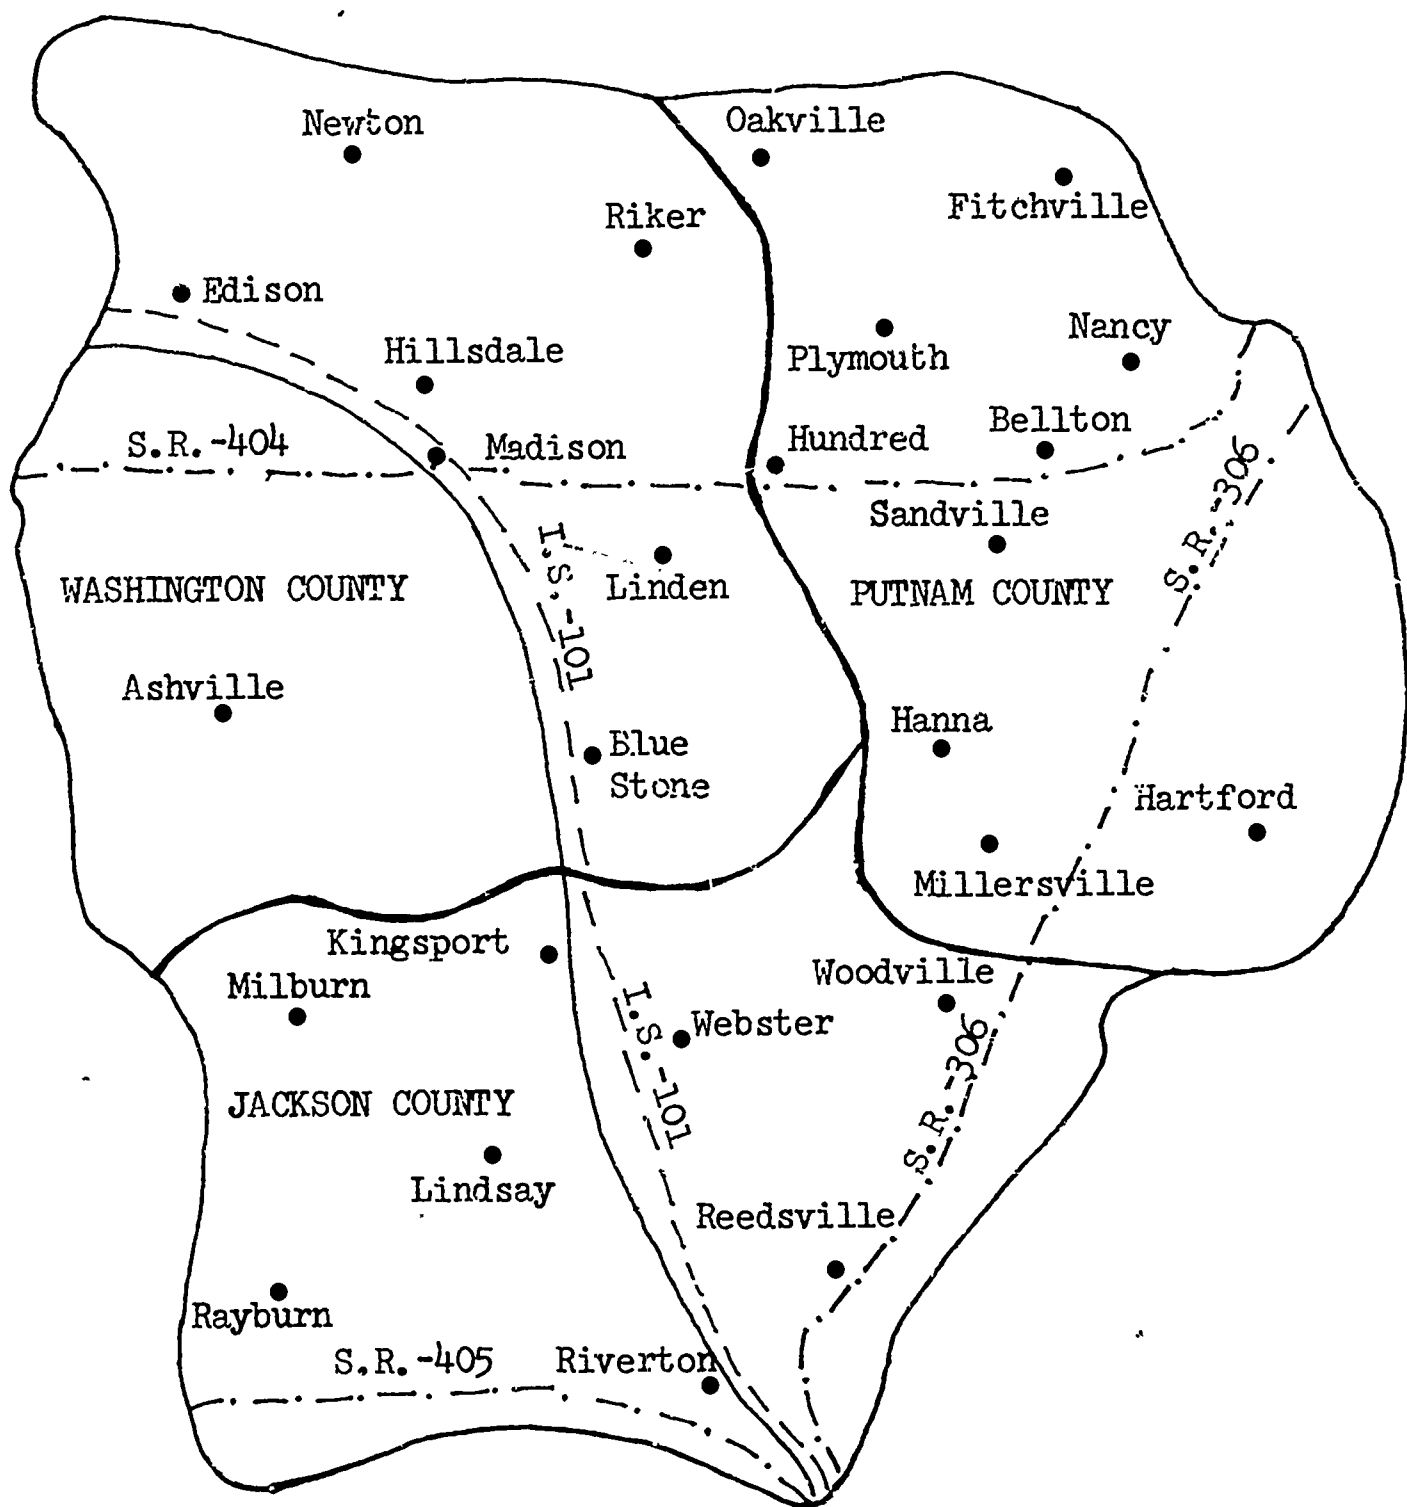 Newton
Oakville
Riker
Fitchville
Edison
Hillsdale
Plymouth
Nancy
S.R.-404
Madison
Hundred
Bellton
S.R.-306
Sandville
I.S.-101
Linden
WASHINGTON COUNTY
PUTNAM COUNTY
Ashville
Blue
Stone
Hanna
Hartford
Millersville
Kingsport
Milburn
Woodville
I.S.-101
Webster
S.R.-306
JACKSON COUNTY
Lindsay
Reedsville
Rayburn
S.R.-405
Riverton